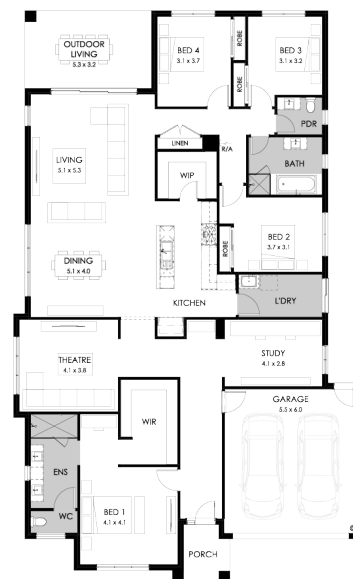 OUTDOOR
LIVING
5.3 x 3.2
BED 4
3.1 x 3.7
ROBE
ROBE
BED 3
3.1 x 3.2
PDR
LINEN
R/A
BATH
LIVING
5.1 x 5.3
WIP
BED 2
3.7 x 3.1
ROBE
DINING
5.1 x 4.0
KITCHEN
L'DRY
THEATRE
4.1 x 3.8
STUDY
4.1 x 2.8
WIR
GARAGE
5.5 x 6.0
ENS
WC
BED 1
4.1 x 4.1
PORCH